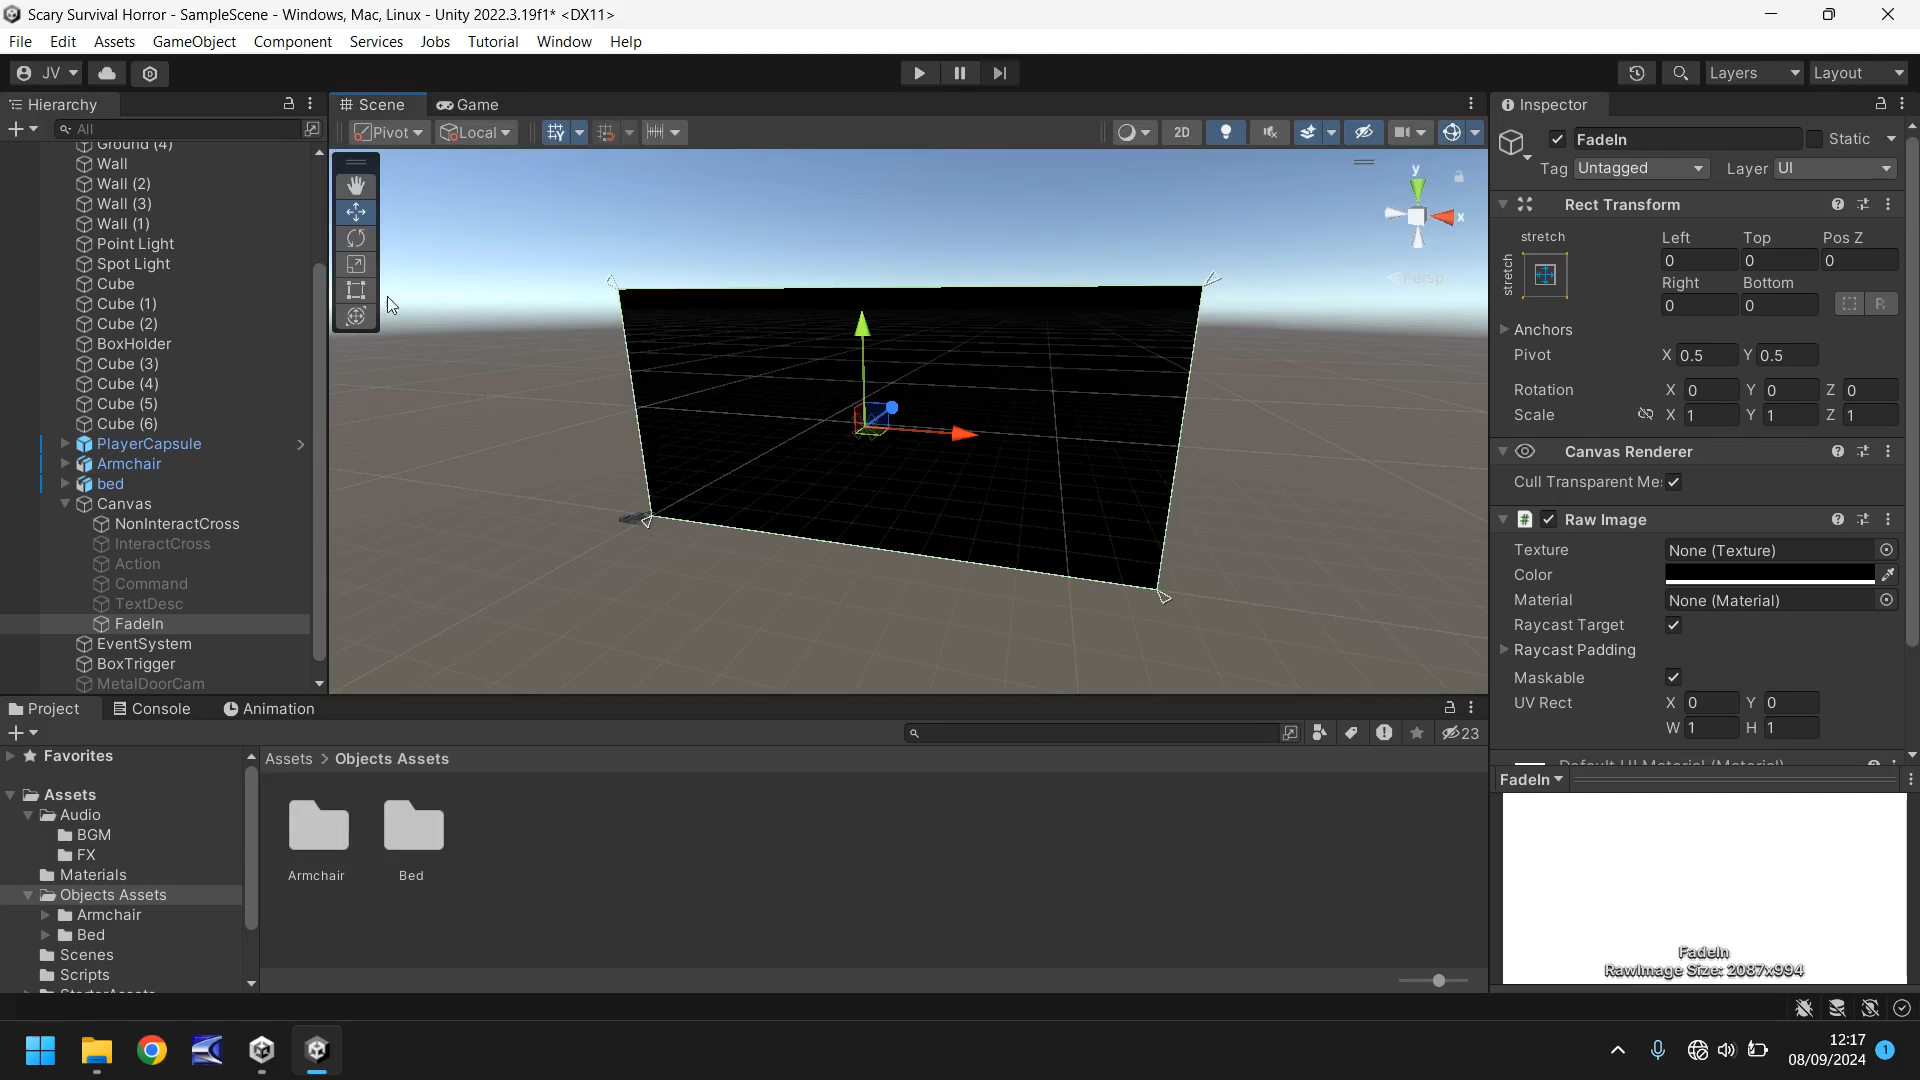 Scary Survival Horror - SampleScene - Windows, Mac, Linux - Unity 2022.3.19f1* <DX11>
File Edit Assets GameObject Component Services Jobs Tutorial Window Help
JV Layers Layout
Hierarchy
All
Ground (4)
Wall
Wall (2)
Wall (3)
Wall (1)
Point Light
Spot Light
Cube
Cube (1)
Cube (2)
BoxHolder
Cube (3)
Cube (4)
Cube (5)
Cube (6)
PlayerCapsule
Armchair
bed
Canvas
NonInteractCross
InteractCross
Action
Command
TextDesc
FadeIn
EventSystem
BoxTrigger
MetalDoorCam
Scene Game
Pivot Local 2D
y
x
Persp
Inspector
FadeIn Static
Tag Untagged Layer UI
Rect Transform
stretch Left Top Pos Z
stretch 0 0 0
Right Bottom
0 0 R
Anchors
Pivot X 0.5 Y 0.5
Rotation X 0 Y 0 Z 0
Scale X 1 Y 1 Z 1
Canvas Renderer
Cull Transparent Me:
# Raw Image
Texture None (Texture)
Color
Material None (Material)
Raycast Target
Raycast Padding
Maskable
UV Rect X 0 Y 0
W 1 H 1
Default UI Material (Material)
FadeIn
FadeIn
RawImage Size: 2087x994
Project Console Animation
23
Favorites
Assets
Audio
BGM
FX
Materials
Objects Assets
Armchair
Bed
Scenes
Scripts
StarterAssets
Assets > Objects Assets
Armchair Bed
12:17
08/09/2024 1